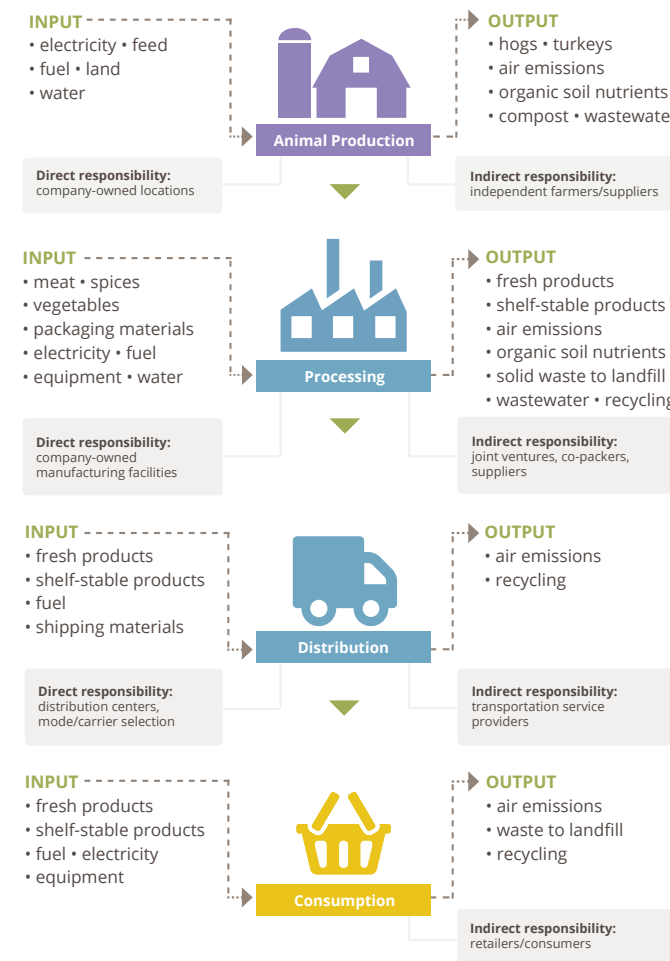 INPUT
• electricity • feed
• fuel • land
• water
OUTPUT
• hogs • turkeys
• air emissions
• organic soil nutrients
• compost •
Animal Production
Direct responsibility:
company-owned locations
Indirect responsibility:
independent farmers/suppliers
INPUT
• meat • spices
• vegetables
• packaging materials
• electricity • fuel
• equipment • water
OUTPUT
• fresh products
• shelf-stable products
• air emissions
• organic soil nutrients
• solid waste to landfill
• wastewater •
Processing
Direct responsibility:
company-owned
manufacturing facilities
Indirect responsibility:
joint ventures, co-packers,
suppliers
INPUT
• fresh products
• shelf-stable products
• fuel
• shipping materials
OUTPUT
• air emissions
• recycling
Distribution
Direct responsibility:
distribution centers,
mode/carrier selection
Indirect responsibility:
transportation service
providers
INPUT
• fresh products
• shelf-stable products
• fuel • electricity
• equipment
OUTPUT
• air emissions
• waste to landfill
• recycling
Consumption
Indirect responsibility:
retailers/consumers